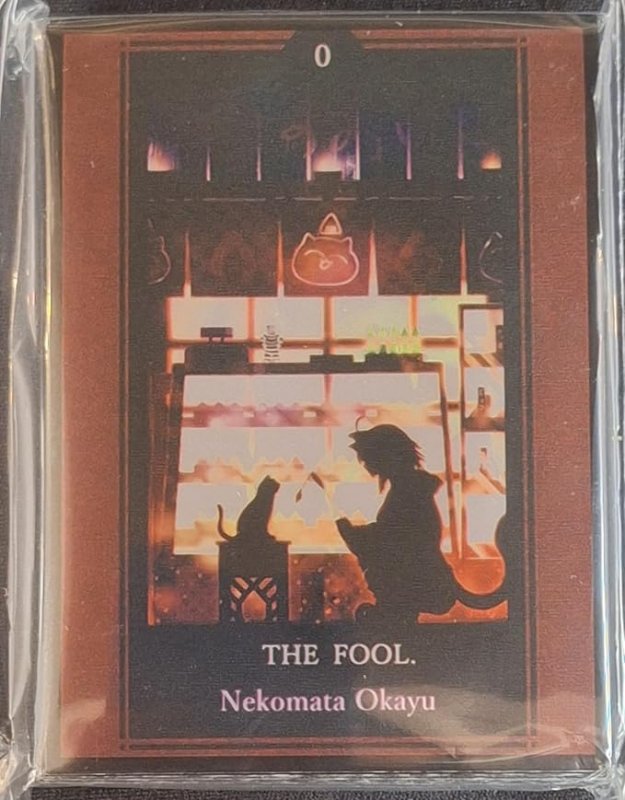 0
THE FOOL.
Nekomata Okayu